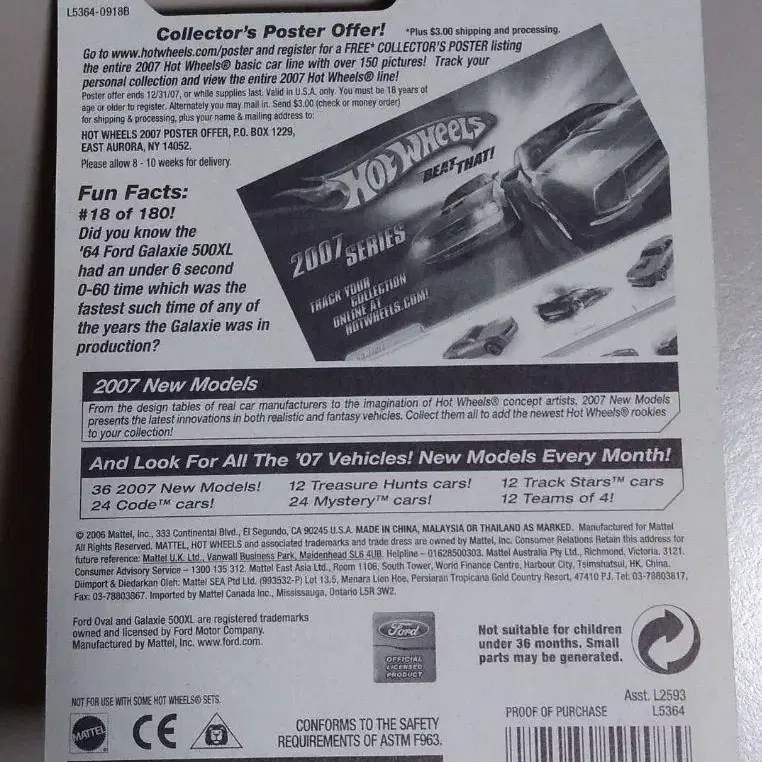 L5364-0918B
Collector's Poster Offer! *Plus $3.00 shipping and processing.
Go to www.hotwheels.com/poster and register for a FREE* COLLECTOR'S POSTER listing
the entire 2007 Hot Wheels® basic car line with over 150 pictures! Track your
personal collection and view the entire 2007 Hot Wheels® line!
Poster offer ends 12/31/07, or while supplies last. Valid in U.S.A. only. You must be 18 years of
age or older to register. Alternately you may mail in. Send $3.00 (check or money order)
for shipping & processing, plus your name & mailing address to:
HOT WHEELS 2007 POSTER OFFER, P.O. BOX 1229,
EAST AURORA, NY 14052.
Please allow 8 - 10 weeks for delivery.
HOT WHEELS
BEAT THAT!
2007 SERIES
TRACK YOUR
COLLECTION
ONLINE AT
HOTWHEELS.COM!
Fun Facts:
#18 of 180!
Did you know the
'64 Ford Galaxie 500XL
had an under 6 second
0-60 time which was the
fastest such time of any of
the years the Galaxie was in
production?
2007 New Models
From the design tables of real car manufacturers to the imagination of Hot Wheels® concept artists, 2007 New Models
presents the latest innovations in both realistic and fantasy vehicles. Collect them all to add the newest Hot Wheels® rookies
to your collection!
And Look For All The '07 Vehicles! New Models Every Month!
36 2007 New Models! 12 Treasure Hunts cars! 12 Track Stars™ cars
24 Code™ cars! 24 Mystery™ cars! 12 Teams of 4!
© 2006 Mattel, Inc., 333 Continental Blvd., El Segundo, CA 90245 U.S.A. MADE IN CHINA, MALAYSIA OR THAILAND AS MARKED. Manufactured for Mattel
All Rights Reserved. MATTEL, HOT WHEELS and associated trademarks and trade dress are owned by Mattel, Inc. Consumer Relations Retain this address for
future reference: Mattel U.K. Ltd., Vanwall Business Park, Maidenhead SL6 4UB. Helpline – 01628500303. Mattel Australia Pty Ltd., Richmond, Victoria. 3121.
Consumer Advisory Service – 1300 135 312. Mattel East Asia Ltd., Room 1106, South Tower, World Finance Centre, Harbour City, Tsimshatsui, HK, China.
Diimport & Diedarkan Oleh: Mattel SEA Ptd Ltd. (993532-P) Lot 13.5, Menara Lien Hoe, Persiaran Tropicana Gold Country Resort, 47410 PJ. Tel: 03-78803817,
Fax: 03-78803867. Imported by Mattel Canada Inc., Mississauga, Ontario L5R 3W2.
Ford Oval and Galaxie 500XL are registered trademarks
owned and licensed by Ford Motor Company.
Manufactured by Mattel, Inc. www.ford.com.
Ford
OFFICIAL
LICENSED
PRODUCT
Not suitable for children
under 36 months. Small
parts may be generated.
NOT FOR USE WITH SOME HOT WHEELS® SETS.
MATTEL
CE
CONFORMS TO THE SAFETY
REQUIREMENTS OF ASTM F963.
Asst. L2593
PROOF OF PURCHASE L5364